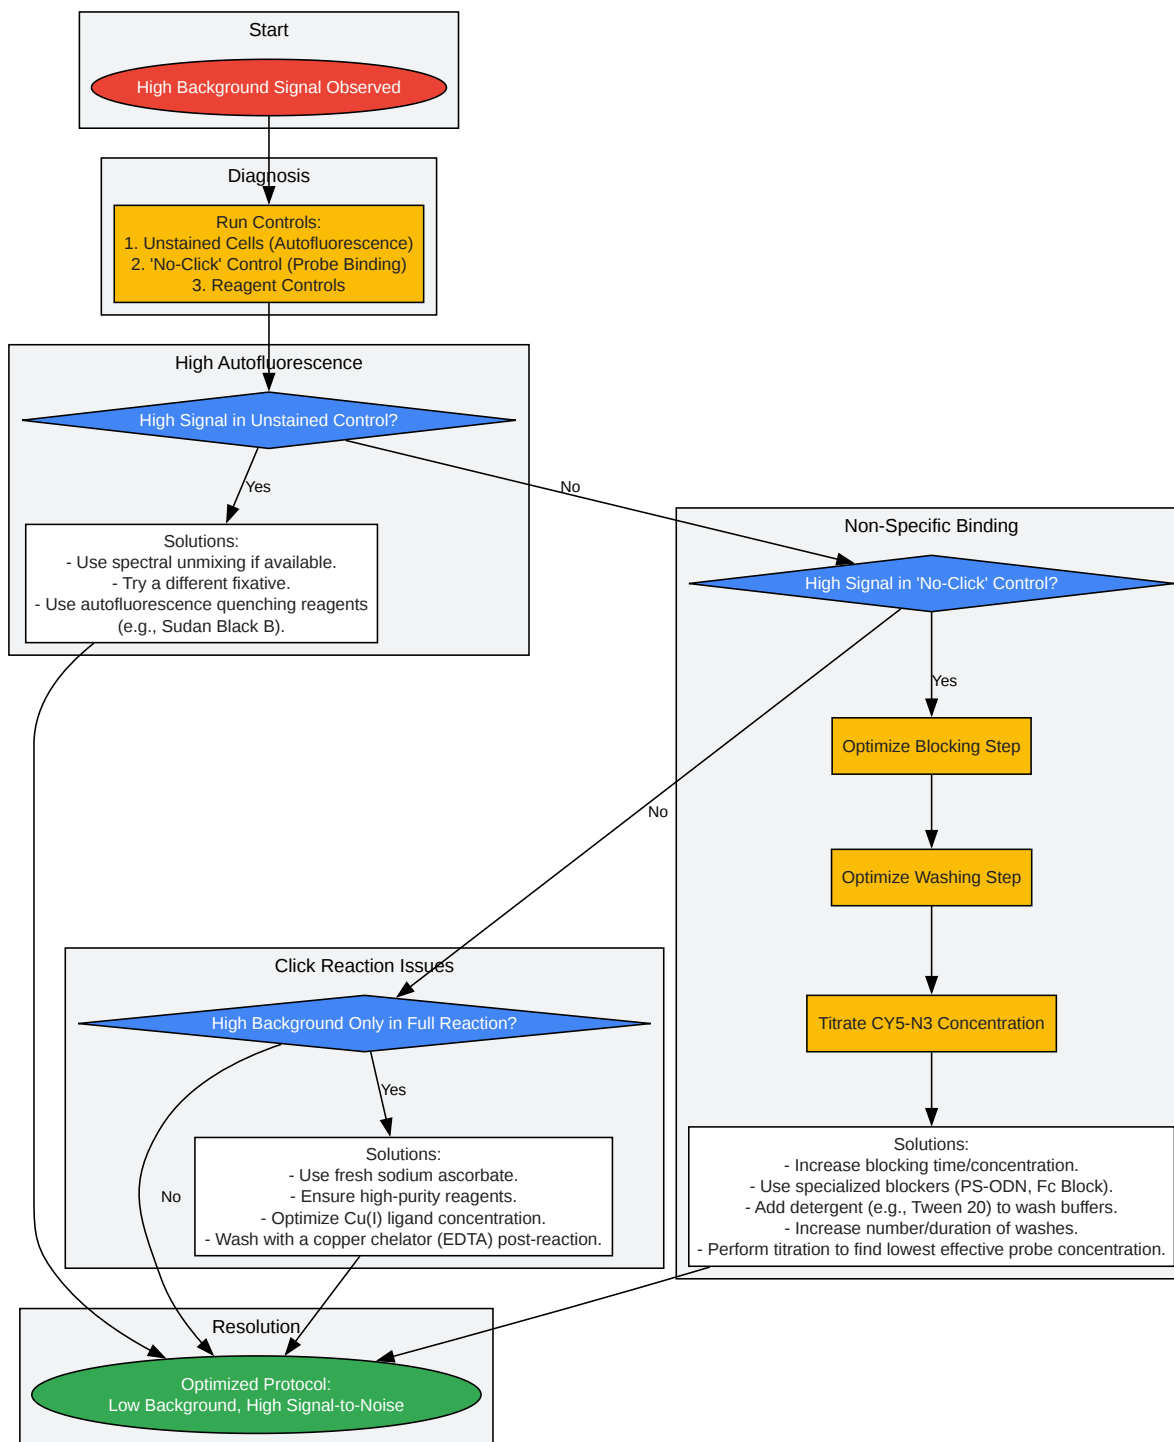 Start
High Background Signal Observed
Diagnosis
Run Controls:
1. Unstained Cells (Autofluorescence)
2. 'No-Click' Control (Probe Binding)
3. Reagent Controls
High Autofluorescence
High Signal in Unstained Control?
Yes
No
Solutions:
- Use spectral unmixing if available.
- Try a different fixative.
- Use autofluorescence quenching reagents
(e.g., Sudan Black B).
Non-Specific Binding
High Signal in 'No-Click' Control?
Yes
No
Optimize Blocking Step
Optimize Washing Step
Titrate CY5-N3 Concentration
Solutions:
- Increase blocking time/concentration.
- Use specialized blockers (PS-ODN, Fc Block).
- Add detergent (e.g., Tween 20) to wash buffers.
- Increase number/duration of washes.
- Perform titration to find lowest effective probe concentration.
Click Reaction Issues
High Background Only in Full Reaction?
Yes
No
Solutions:
- Use fresh sodium ascorbate.
- Ensure high-purity reagents.
- Optimize Cu(I) ligand concentration.
- Wash with a copper chelator (EDTA) post-reaction.
Resolution
Optimized Protocol:
Low Background, High Signal-to-Noise